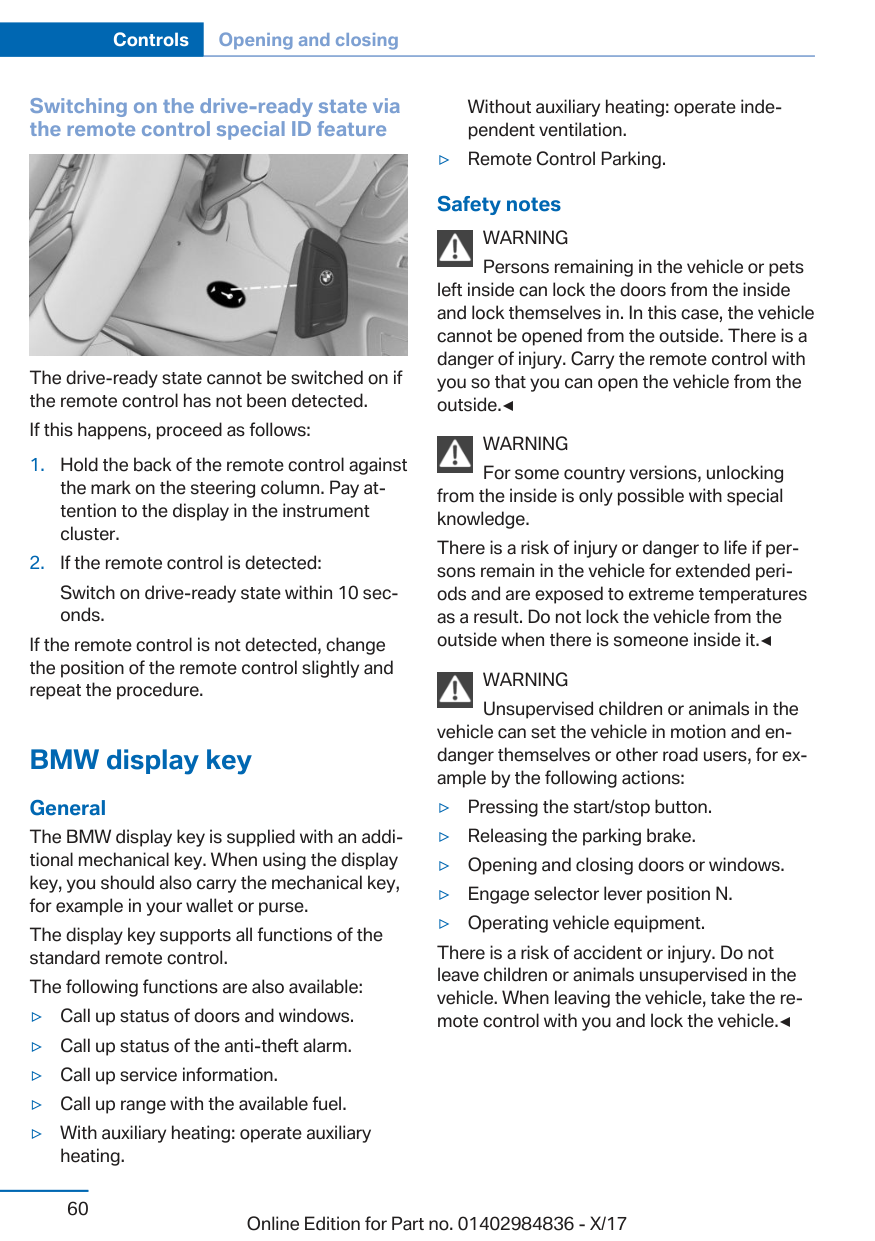 Controls
Opening and closing
Switching on the drive-ready state via
the remote control special ID feature
The drive-ready state cannot be switched on if
the remote control has not been detected.
If this happens, proceed as follows:
1. Hold the back of the remote control against
the mark on the steering column. Pay at-
tention to the display in the instrument
cluster.
2. If the remote control is detected:
Switch on drive-ready state within 10 sec-
onds.
If the remote control is not detected, change
the position of the remote control slightly and
repeat the procedure.
BMW display key
General
The BMW display key is supplied with an addi-
tional mechanical key. When using the display
key, you should also carry the mechanical key,
for example in your wallet or purse.
The display key supports all functions of the
standard remote control.
The following functions are also available:
▷ Call up status of doors and windows.
▷ Call up status of the anti-theft alarm.
▷ Call up service information.
▷ Call up range with the available fuel.
▷ With auxiliary heating: operate auxiliary
heating.
Without auxiliary heating: operate inde-
pendent ventilation.
▷ Remote Control Parking.
Safety notes
WARNING
Persons remaining in the vehicle or pets
left inside can lock the doors from the inside
and lock themselves in. In this case, the vehicle
cannot be opened from the outside. There is a
danger of injury. Carry the remote control with
you so that you can open the vehicle from the
outside.◀
WARNING
For some country versions, unlocking
from the inside is only possible with special
knowledge.
There is a risk of injury or danger to life if per-
sons remain in the vehicle for extended peri-
ods and are exposed to extreme temperatures
as a result. Do not lock the vehicle from the
outside when there is someone inside it.◀
WARNING
Unsupervised children or animals in the
vehicle can set the vehicle in motion and en-
danger themselves or other road users, for ex-
ample by the following actions:
▷ Pressing the start/stop button.
▷ Releasing the parking brake.
▷ Opening and closing doors or windows.
▷ Engage selector lever position N.
▷ Operating vehicle equipment.
There is a risk of accident or injury. Do not
leave children or animals unsupervised in the
vehicle. When leaving the vehicle, take the re-
mote control with you and lock the vehicle.◀
60
Online Edition for Part no. 01402984836 - X/17